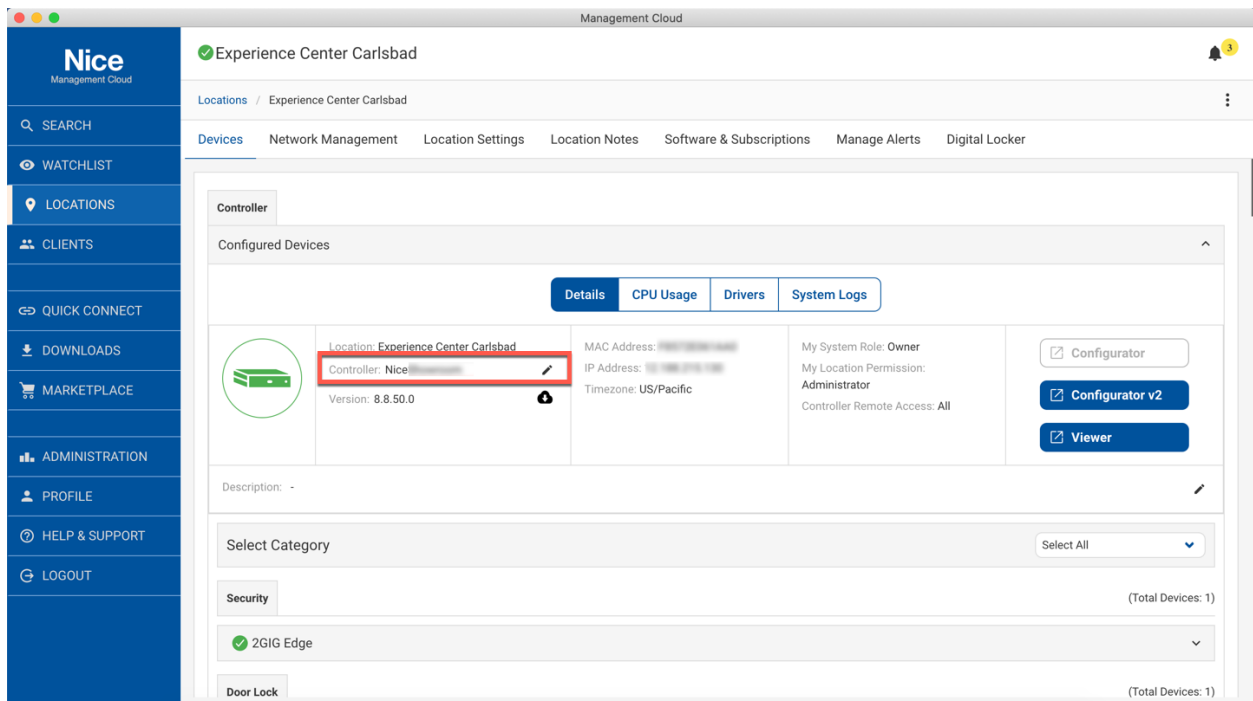 Management Cloud
Nice
Management Cloud
SEARCH
WATCHLIST
LOCATIONS
CLIENTS
QUICK CONNECT
DOWNLOADS
MARKETPLACE
ADMINISTRATION
PROFILE
HELP & SUPPORT
LOGOUT
Experience Center Carlsbad
3
Locations / Experience Center Carlsbad
Devices Network Management Location Settings Location Notes Software & Subscriptions Manage Alerts Digital Locker
Controller
Configured Devices
Details CPU Usage Drivers System Logs
Location: Experience Center Carlsbad
Controller: Nice
Version: 8.8.50.0
MAC Address:
IP Address:
Timezone: US/Pacific
My System Role: Owner
My Location Permission:
Administrator
Controller Remote Access: All
Configurator
Configurator v2
Viewer
Description: -
Select Category
Select All
Security
(Total Devices: 1)
2GIG Edge
Door Lock
(Total Devices: 1)